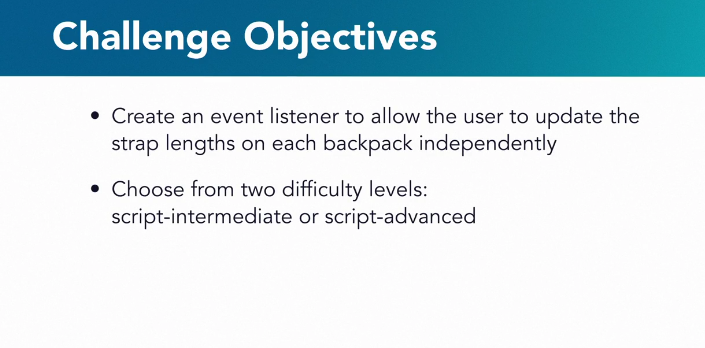 Challenge Objectives
• Create an event listener to allow the user to update the
strap lengths on each backpack independently
• Choose from two difficulty levels:
script-intermediate or script-advanced